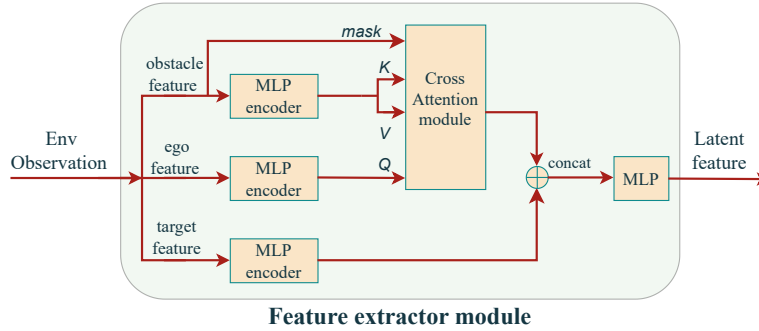 mask
obstacle
feature
MLP
encoder
K
V
Cross
Attention
module
Env
Observation
ego
feature
MLP
encoder
Q
concat
MLP
Latent
feature
target
feature
MLP
encoder
Feature extractor module